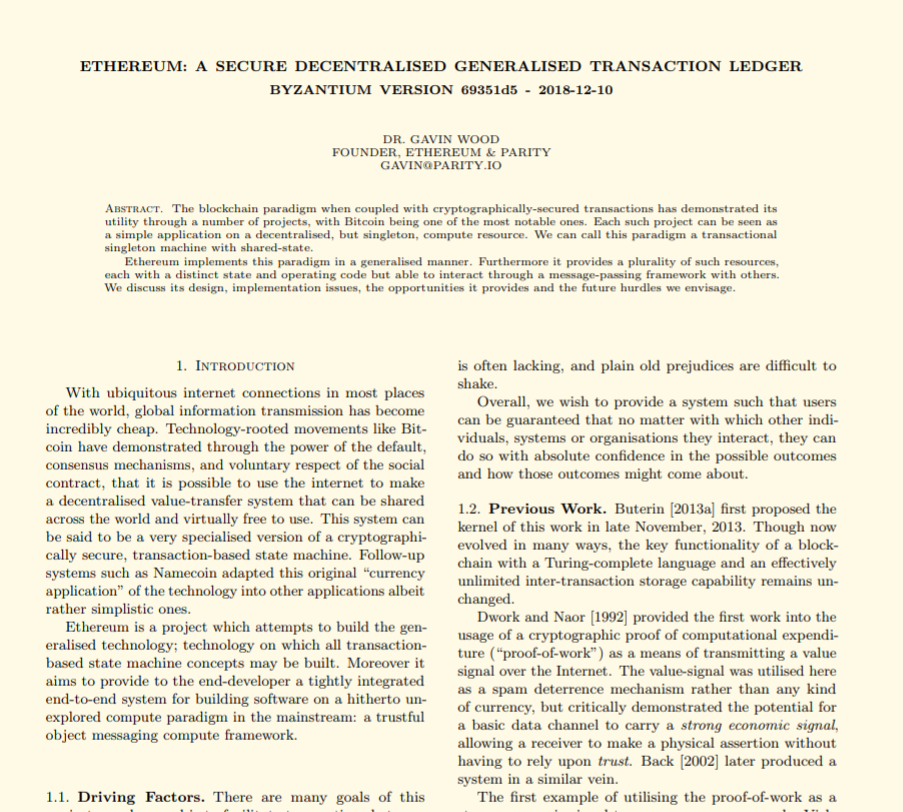 ETHEREUM: A SECURE DECENTRALISED GENERALISED TRANSACTION LEDGER
BYZANTIUM VERSION 69351d5 - 2018-12-10
DR. GAVIN WOOD
FOUNDER, ETHEREUM & PARITY
GAVIN@PARITY.IO
Abstract. The blockchain paradigm when coupled with cryptographically-secured transactions has demonstrated its
utility through a number of projects, with Bitcoin being one of the most notable ones. Each such project can be seen as
a simple application on a decentralised, but singleton, compute resource. We can call this paradigm a transactional
singleton machine with shared-state.
Ethereum implements this paradigm in a generalised manner. Furthermore it provides a plurality of such resources,
each with a distinct state and operating code but able to interact through a message-passing framework with others.
We discuss its design, implementation issues, the opportunities it provides and the future hurdles we envisage.
1. Introduction
With ubiquitous internet connections in most places
of the world, global information transmission has become
incredibly cheap. Technology-rooted movements like Bit-
coin have demonstrated through the power of the default,
consensus mechanisms, and voluntary respect of the social
contract, that it is possible to use the internet to make
a decentralised value-transfer system that can be shared
across the world and virtually free to use. This system can
be said to be a very specialised version of a cryptographi-
cally secure, transaction-based state machine. Follow-up
systems such as Namecoin adapted this original “currency
application” of the technology into other applications albeit
rather simplistic ones.
Ethereum is a project which attempts to build the gen-
eralised technology; technology on which all transaction-
based state machine concepts may be built. Moreover it
aims to provide to the end-developer a tightly integrated
end-to-end system for building software on a hitherto un-
explored compute paradigm in the mainstream: a trustful
object messaging compute framework.
1.1. Driving Factors. There are many goals of this
is often lacking, and plain old prejudices are difficult to
shake.
Overall, we wish to provide a system such that users
can be guaranteed that no matter with which other indi-
viduals, systems or organisations they interact, they can
do so with absolute confidence in the possible outcomes
and how those outcomes might come about.
1.2. Previous Work. Buterin [2013a] first proposed the
kernel of this work in late November, 2013. Though now
evolved in many ways, the key functionality of a block-
chain with a Turing-complete language and an effectively
unlimited inter-transaction storage capability remains un-
changed.
Dwork and Naor [1992] provided the first work into the
usage of a cryptographic proof of computational expendi-
ture (“proof-of-work”) as a means of transmitting a value
signal over the Internet. The value-signal was utilised here
as a spam deterrence mechanism rather than any kind
of currency, but critically demonstrated the potential for
a basic data channel to carry a strong economic signal,
allowing a receiver to make a physical assertion without
having to rely upon trust. Back [2002] later produced a
system in a similar vein.
The first example of utilising the proof-of-work as a